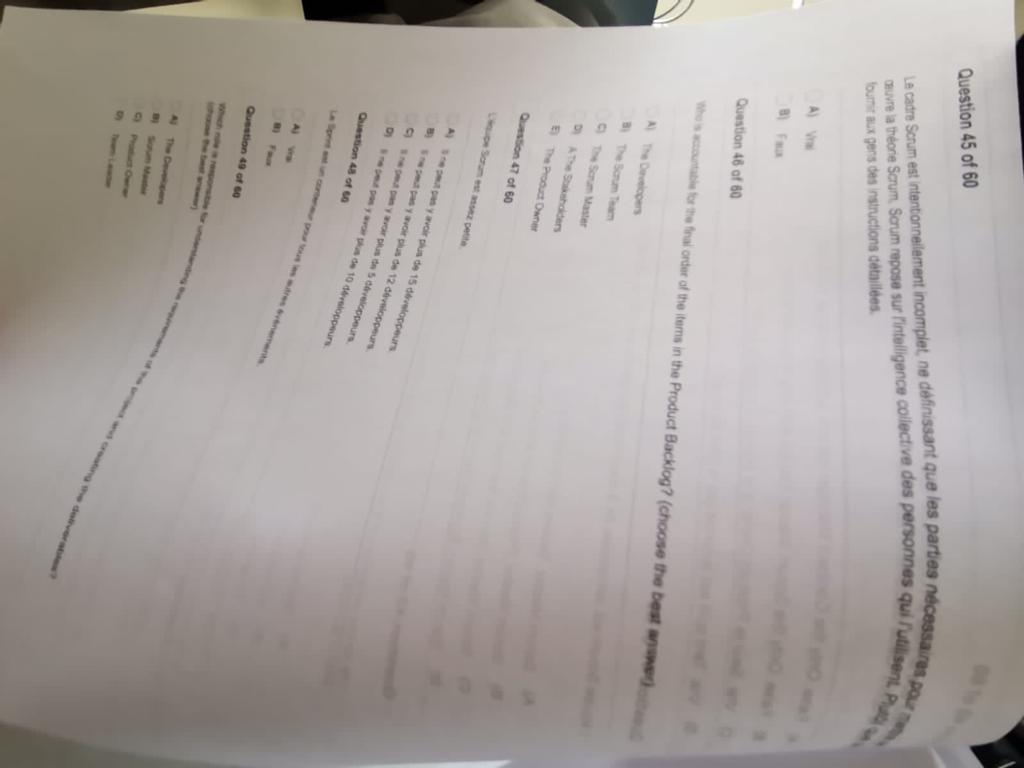 Question 45 of 60
Le cadre Scrum est intentionnellement incomplet, ne définissant que les parties nécessaires pour
œuvre la théorie Scrum. Scrum repose sur l'intelligence collective des personnes qui l'utilisent. Plutôt que
fournir aux gens des instructions détaillées.
A) Vrai
B) Faux
Question 46 of 60
Who is accountable for the final order of the items in the Product Backlog? (choose the best answer)
A) The Developers
B) The Scrum Team
C) The Scrum Master
D) A The Stakeholders
E) The Product Owner
Question 47 of 60
L'équipe Scrum est assez petite.
A) Il ne peut pas y avoir plus de 15 développeurs.
B) Il ne peut pas y avoir plus de 12 développeurs.
C) Il ne peut pas y avoir plus de 5 développeurs.
D) Il ne peut pas y avoir plus de 10 développeurs.
Question 48 of 60
Le Sprint est un conteneur pour tous les autres événements.
A) Vrai
B) Faux
Question 49 of 60
Which role is responsible for understanding the requirements of the project and creating the deliverables?
(choose the best answer)
A) The Developers
B) Scrum Master
C) Product Owner
D) Team Leader